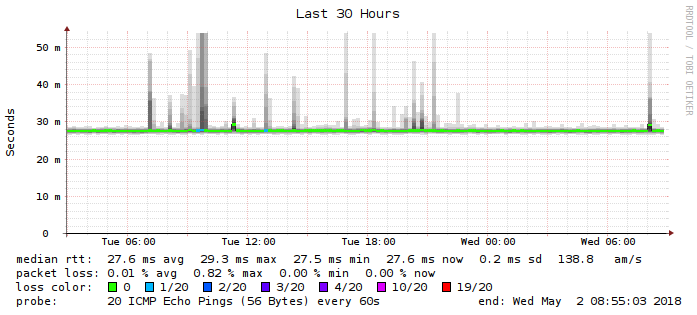 Last 30 Hours
RRDTOOL / TOBI OETIKER
Seconds
50 m
40 m
30 m
20 m
10 m
0
Tue 06:00 Tue 12:00 Tue 18:00 Wed 00:00 Wed 06:00
median rtt: 27.6 ms avg 29.3 ms max 27.5 ms min 27.6 ms now 0.2 ms sd 138.8 am/s
packet loss: 0.01 % avg 0.82 % max 0.00 % min 0.00 % now
loss color: 0 1/20 2/20 3/20 4/20 10/20 19/20
probe: 20 ICMP Echo Pings (56 Bytes) every 60s end: Wed May 2 08:55:03 2018